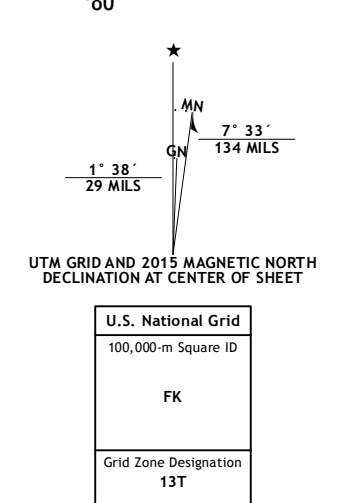 ★
MN
7° 33´
134 MILS
GN
1° 38´
29 MILS
UTM GRID AND 2015 MAGNETIC NORTH
DECLINATION AT CENTER OF SHEET
U.S. National Grid
100,000-m Square ID
FK
Grid Zone Designation
13T